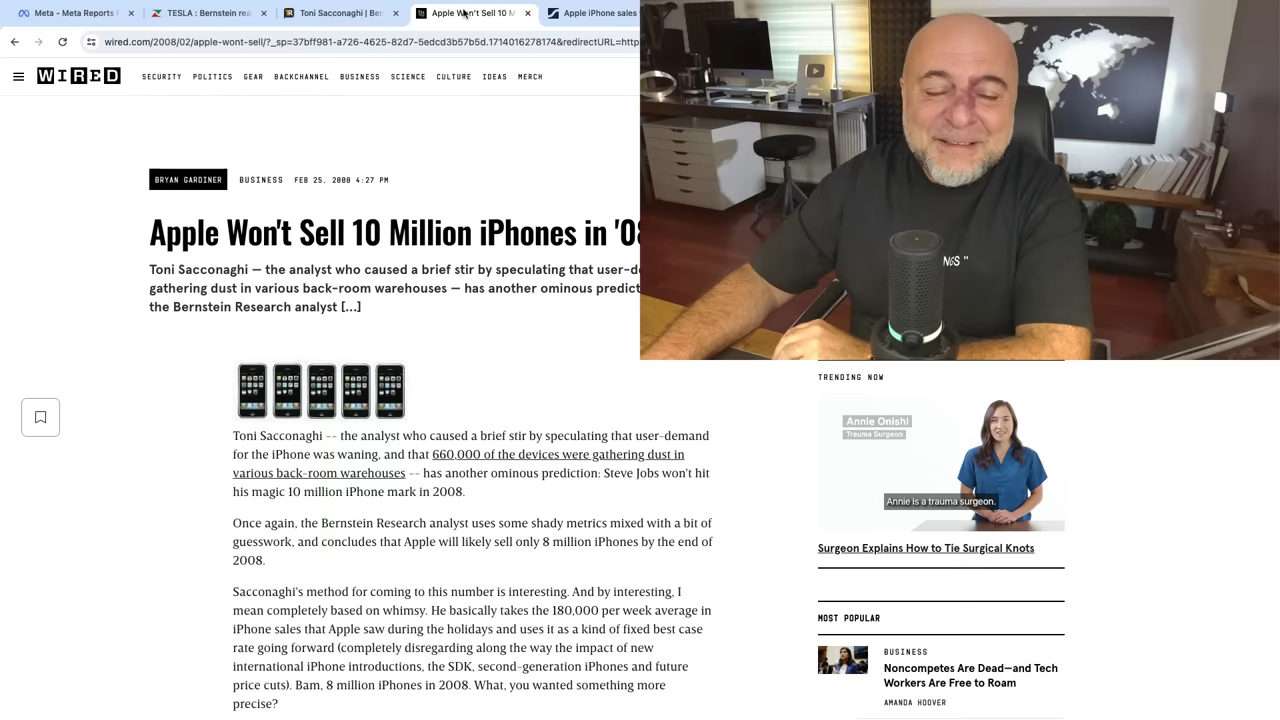 Meta - Last Price Ta
TESLA : Bernstein reit
Toni Sacconaghi | Ben
Apple Won't Sell 10 M
Apple iPhone sales
wired.com/2008/02/apple-wont-sell/?_sp=37bff981-a726-4625-82d7-5edcd3b57b5d.1714016278174&redirectURL=http
WIRED
SECURITY POLITICS GEAR BACKCHANNEL BUSINESS SCIENCE CULTURE IDEAS MERCH
BRYAN GARDINER BUSINESS FEB 25, 2008 4:27 PM
Apple Won't Sell 10 Million iPhones in '08
Toni Sacconaghi — the analyst who caused a brief stir by speculating that user-de
gathering dust in various back-room warehouses — has another ominous predict
the Bernstein Research analyst [...]
Toni Sacconaghi -- the analyst who caused a brief stir by speculating that user-demand
for the iPhone was waning, and that 660,000 of the devices were gathering dust in
various back-room warehouses -- has another ominous prediction: Steve Jobs won't hit
his magic 10 million iPhone mark in 2008.
Once again, the Bernstein Research analyst uses some shady metrics mixed with a bit of
guesswork, and concludes that Apple will likely sell only 8 million iPhones by the end of
2008.
Sacconaghi's method for coming to this number is interesting. And by interesting, I
mean completely based on whimsy. He basically takes the 180,000 per week average in
iPhone sales that Apple saw during the holidays and uses it as a kind of fixed best case
rate going forward (completely disregarding along the way the impact of new
international iPhone introductions, the SDK, second-generation iPhones and future
price cuts). Bam, 8 million iPhones in 2008. What, you wanted something more
precise?
NGS "
TRENDING NOW
Annie Onishi
Trauma Surgeon
Annie is a trauma surgeon.
Surgeon Explains How to Tie Surgical Knots
MOST POPULAR
BUSINESS
Noncompetes Are Dead—and Tech
Workers Are Free to Roam
AMANDA HOOVER